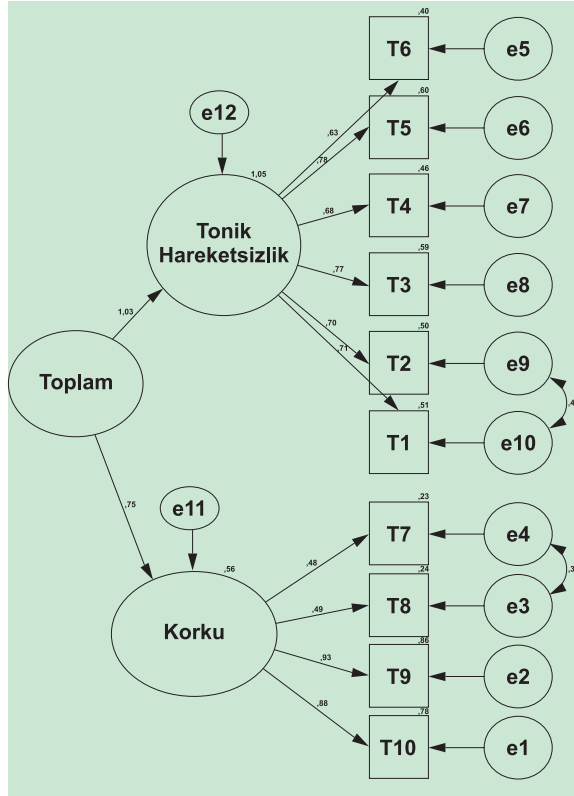 ,40
T6
e5
e12
,63
,60
T5
e6
,78
1,05
,46
Tonik
Hareketsizlik
,68
T4
e7
,59
,77
T3
e8
1,03
,70
,50
T2
e9
,71
Toplam
,4
,51
T1
e10
,75
e11
,23
T7
e4
,56
,48
,24
,3
Korku
,49
T8
e3
,86
,93
T9
e2
,88
,78
T10
e1